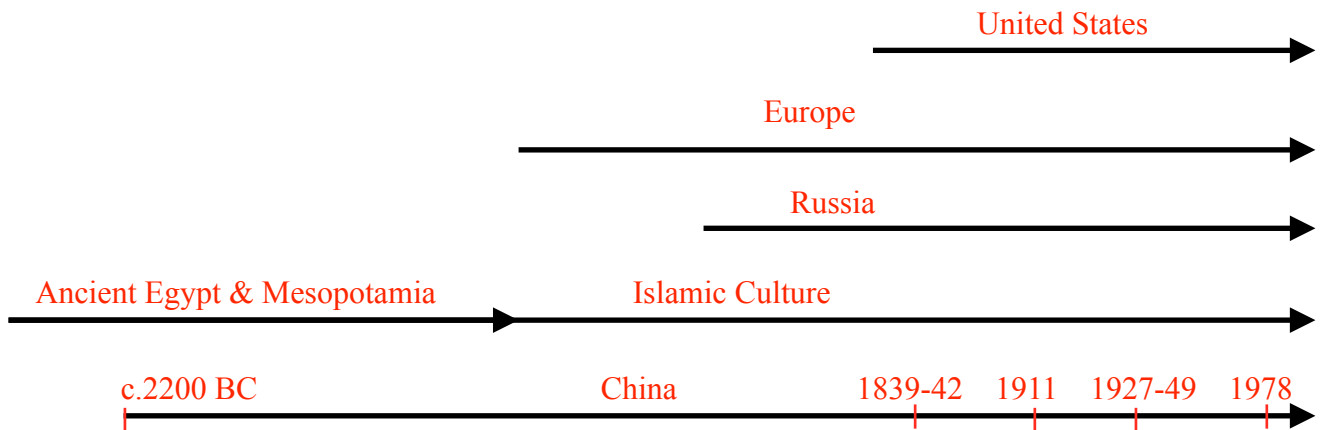 United States
Europe
Russia
Ancient Egypt & Mesopotamia Islamic Culture
c.2200 BC China 1839-42 1911 1927-49 1978